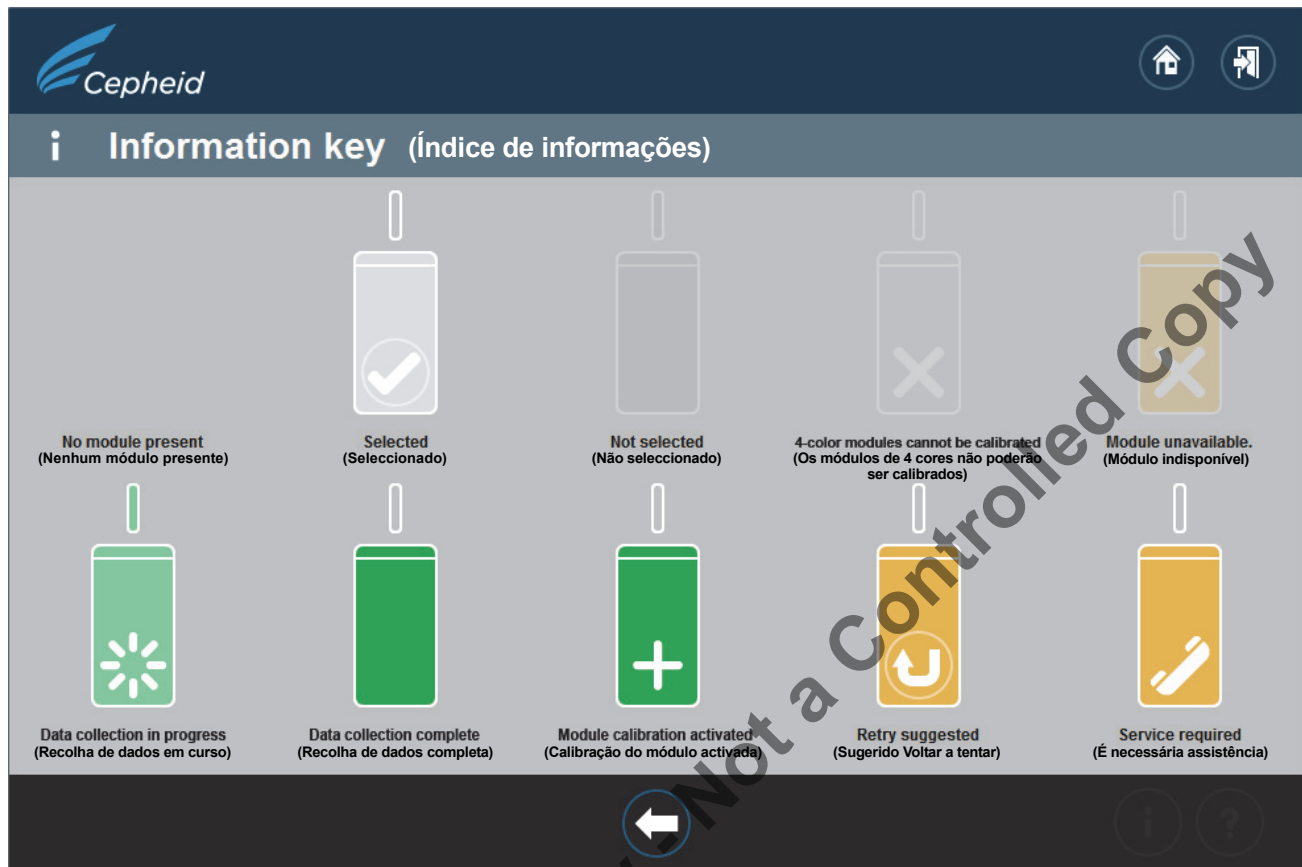 Cepheid
i Information key (Índice de informações)
No module present
(Nenhum módulo presente)
Selected
(Seleccionado)
Not selected
(Não seleccionado)
4-color modules cannot be calibrated
(Os módulos de 4 cores não poderão
ser calibrados)
Module unavailable.
(Módulo indisponível)
Data collection in progress
(Recolha de dados em curso)
Data collection complete
(Recolha de dados completa)
Module calibration activated
(Calibração do módulo activada)
Retry suggested
(Sugerido Voltar a tentar)
Service required
(É necessária assistência)
i ?
- Not a Controlled Copy